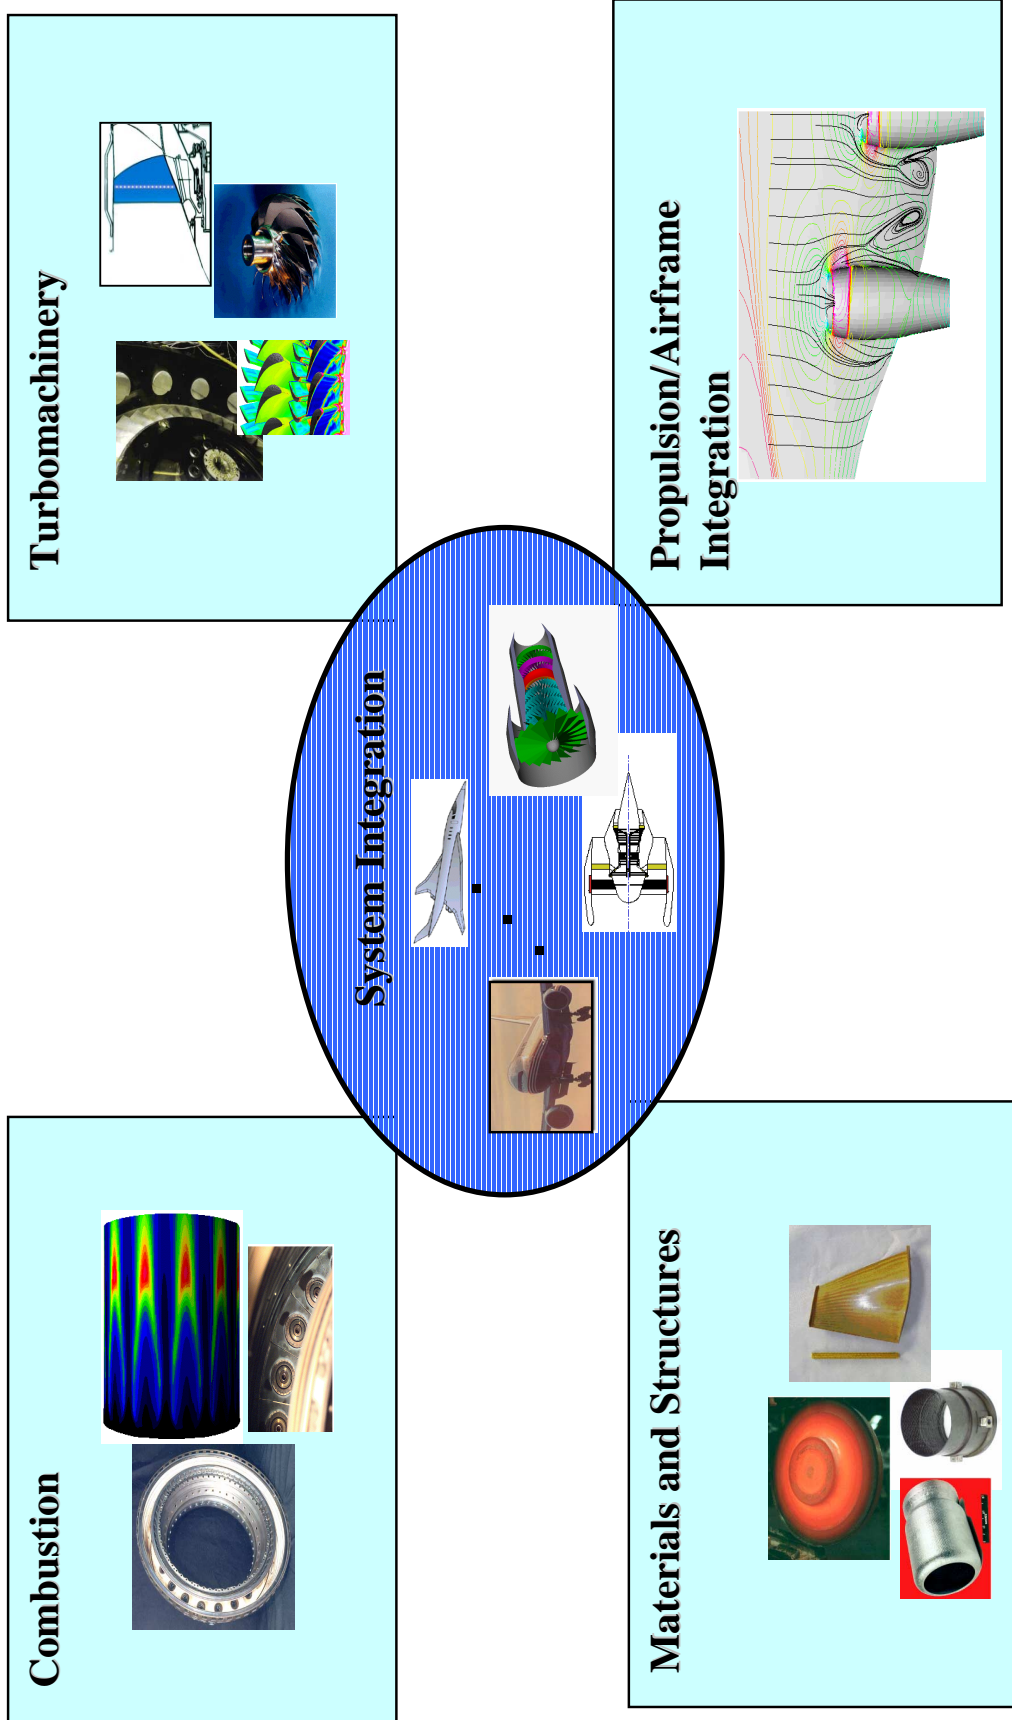 Combustion
Turbomachinery
System Integration
Materials and Structures
Propulsion/Airframe
Integration